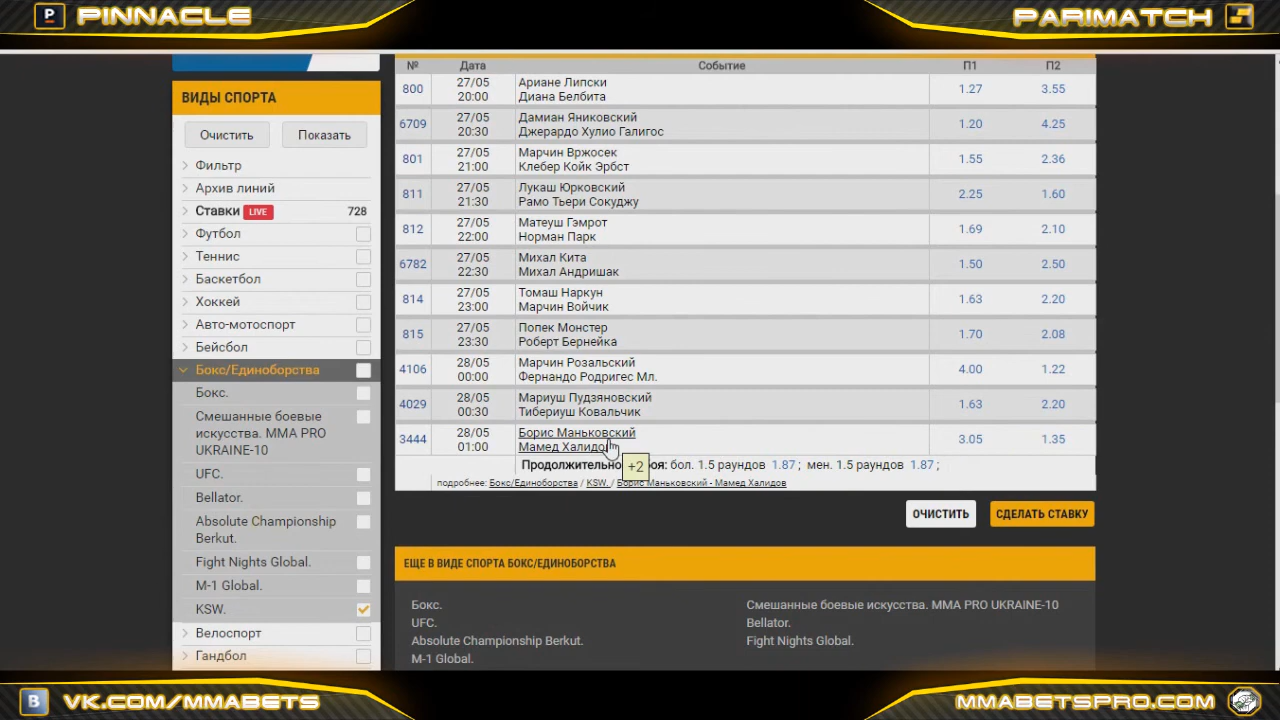 P PINNACLE
PARIMATCH
ВИДЫ СПОРТА
Очистить Показать
Фильтр
Архив линий
Ставки LIVE 728
Футбол
Теннис
Баскетбол
Хоккей
Авто-мотоспорт
Бейсбол
Бокс/Единоборства
Бокс.
Смешанные боевые
искусства. MMA PRO
UKRAINE-10
UFC.
Bellator.
Absolute Championship
Berkut.
Fight Nights Global.
M-1 Global.
KSW.
Велоспорт
Гандбол
№ Дата Событие П1 П2
800 27/05 20:00 Ариане Липски 1.27 3.55
Диана Белбита
6709 27/05 20:30 Дамиан Яниковский 1.20 4.25
Джерардо Хулио Галигос
801 27/05 21:00 Марчин Вржосек 1.55 2.36
Клебер Койк Эрбст
811 27/05 21:30 Лукаш Юрковский 2.25 1.60
Рамо Тьери Сокуджу
812 27/05 22:00 Матеуш Гэмрот 1.69 2.10
Норман Парк
6782 27/05 22:30 Михал Кита 1.50 2.50
Михал Андришак
814 27/05 23:00 Томаш Наркун 1.63 2.20
Марчин Войчик
815 27/05 23:30 Попек Монстер 1.70 2.08
Роберт Бернейка
4106 28/05 00:00 Марчин Розальский 4.00 1.22
Фернандо Родригес Мл.
4029 28/05 00:30 Мариуш Пудзяновский 1.63 2.20
Тибериуш Ковальчик
3444 28/05 01:00 Борис Маньковский 3.05 1.35
Мамед Халидов
+2
бол. 1.5 раундов 1.87 ; мен. 1.5 раундов 1.87 ;
подробнее: Бокс/Единоборства / KSW. / Борис Маньковский - Мамед Халидов
ОЧИСТИТЬ СДЕЛАТЬ СТАВКУ
ЕЩЕ В ВИДЕ СПОРТА БОКС/ЕДИНОБОРСТВА
Бокс. Смешанные боевые искусства. MMA PRO UKRAINE-10
UFC. Bellator.
Absolute Championship Berkut. Fight Nights Global.
M-1 Global.
B VK.COM/MMABETS
MMABETSPRO.COM